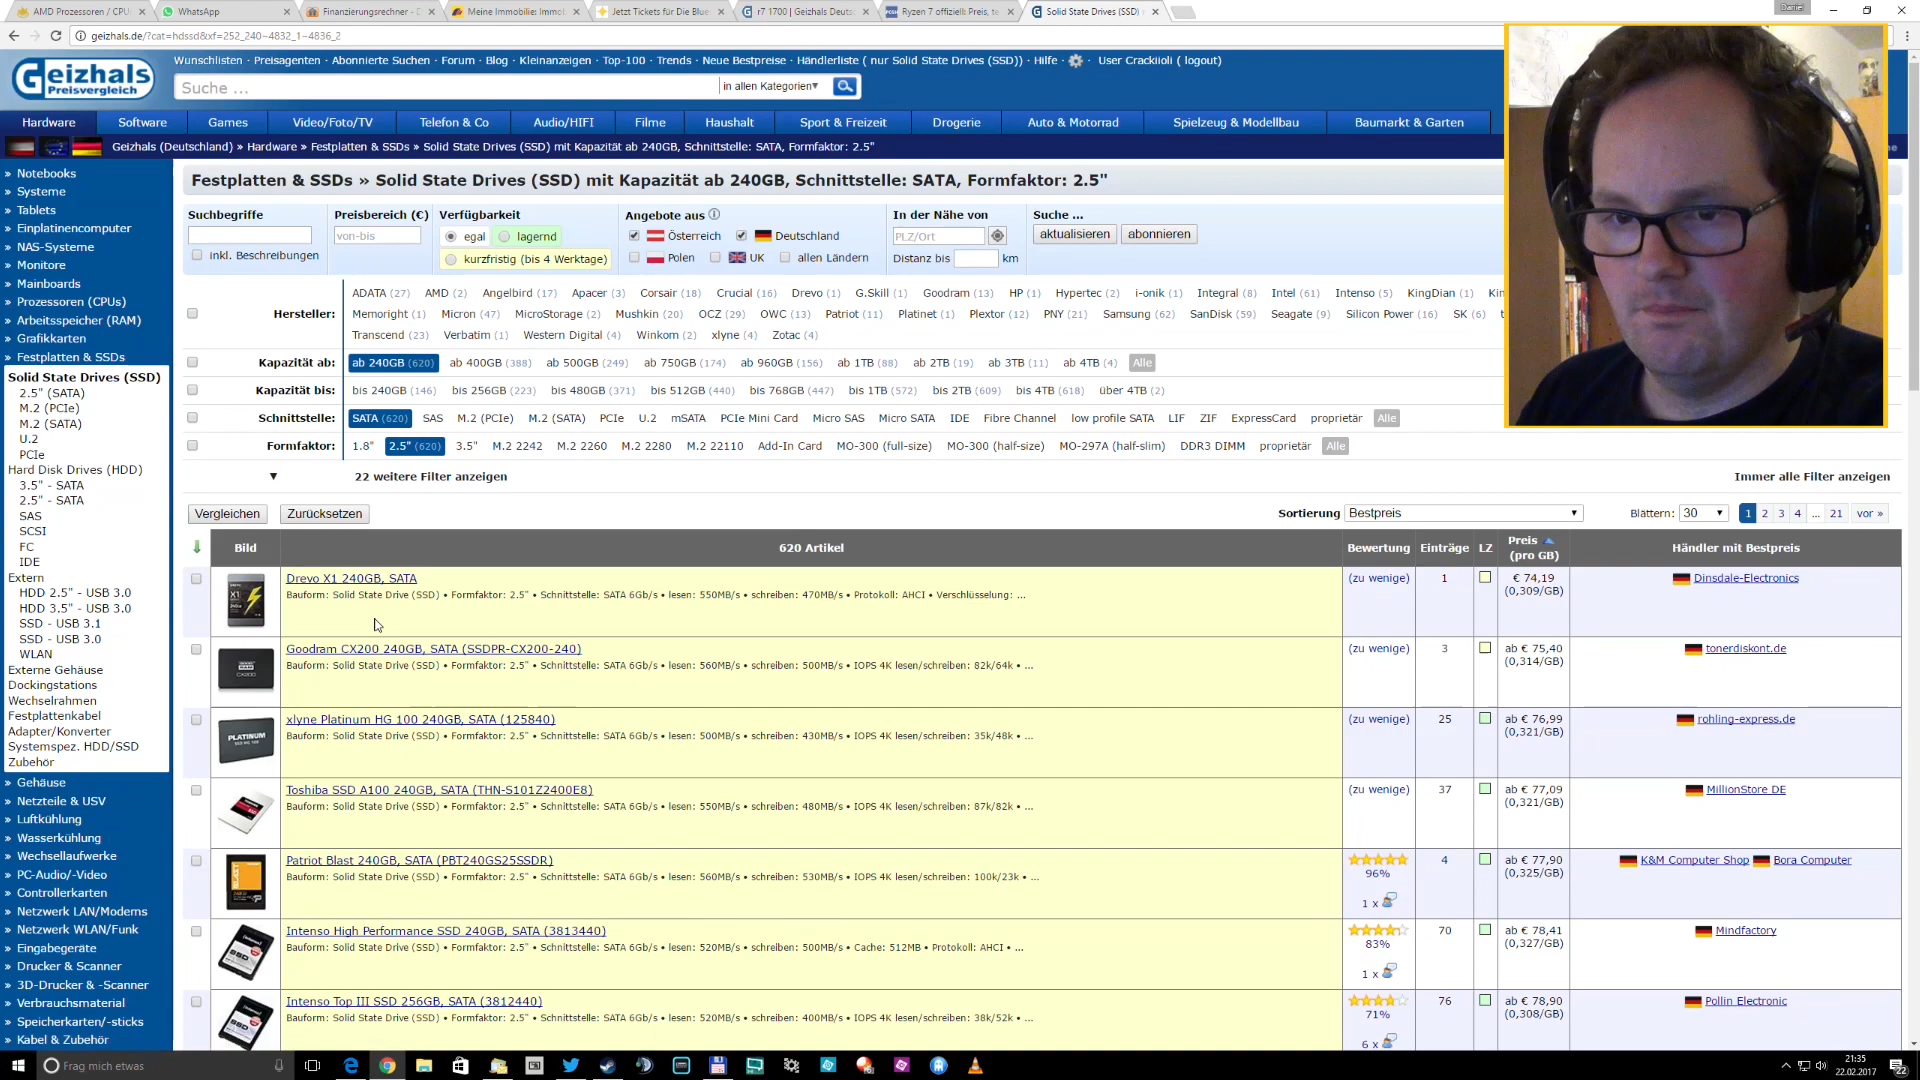 AMD Prozessoren / CPU
WhatsApp
Finanzierungsrechner - E
Meine Immobilie: Immo
Jetzt Tickets für Die Blue
r7 1700 | Geizhals Deuts
Ryzen 7 offiziell: Preis, te
Solid State Drives (SSD)
Daniel
geizhals.de/?cat=hdssd&xf=252_240~4832_1~4836_2
Geizhals
Preisvergleich
Wunschlisten · Preisagenten · Abonnierte Suchen · Forum · Blog · Kleinanzeigen · Top-100 · Trends · Neue Bestpreise · Händlerliste ( nur Solid State Drives (SSD)) · Hilfe · User Crackiioli ( logout)
Suche ...
in allen Kategorien
Hardware Software Games Video/Foto/TV Telefon & Co Audio/HIFI Filme Haushalt Sport & Freizeit Drogerie Auto & Motorrad Spielzeug & Modellbau Baumarkt & Garten
Geizhals (Deutschland) » Hardware » Festplatten & SSDs » Solid State Drives (SSD) mit Kapazität ab 240GB, Schnittstelle: SATA, Formfaktor: 2.5"
» Notebooks
» Systeme
» Tablets
» Einplatinencomputer
» NAS-Systeme
» Monitore
» Mainboards
» Prozessoren (CPUs)
» Arbeitsspeicher (RAM)
» Grafikkarten
» Festplatten & SSDs
Solid State Drives (SSD)
2.5" (SATA)
M.2 (PCIe)
M.2 (SATA)
U.2
PCIe
Hard Disk Drives (HDD)
3.5" - SATA
2.5" - SATA
SAS
SCSI
FC
IDE
Extern
HDD 2.5" - USB 3.0
HDD 3.5" - USB 3.0
SSD - USB 3.1
SSD - USB 3.0
WLAN
Externe Gehäuse
Dockingstations
Wechselrahmen
Festplattenkabel
Adapter/Konverter
Systemspez. HDD/SSD
Zubehör
» Gehäuse
» Netzteile & USV
» Luftkühlung
» Wasserkühlung
» Wechsellaufwerke
» PC-Audio/-Video
» Controllerkarten
» Netzwerk LAN/Modems
» Netzwerk WLAN/Funk
» Eingabegeräte
» Drucker & Scanner
» 3D-Drucker & -Scanner
» Verbrauchsmaterial
» Speicherkarten/-sticks
» Kabel & Zubehör
Festplatten & SSDs » Solid State Drives (SSD) mit Kapazität ab 240GB, Schnittstelle: SATA, Formfaktor: 2.5"
Suchbegriffe Preisbereich (€) Verfügbarkeit Angebote aus In der Nähe von Suche ...
von-bis egal lagernd Österreich Deutschland PLZ/Ort aktualisieren abonnieren
inkl. Beschreibungen kurzfristig (bis 4 Werktage) Polen UK allen Ländern Distanz bis km
Hersteller:
ADATA (27) AMD (2) Angelbird (17) Apacer (3) Corsair (18) Crucial (16) Drevo (1) G.Skill (1) Goodram (13) HP (1) Hypertec (2) i-onik (1) Integral (8) Intel (61) Intenso (5) KingDian (1)
Memoright (1) Micron (47) MicroStorage (2) Mushkin (20) OCZ (29) OWC (13) Patriot (11) Platinet (1) Plextor (12) PNY (21) Samsung (62) SanDisk (59) Seagate (9) Silicon Power (16) SK (6)
Transcend (23) Verbatim (1) Western Digital (4) Winkom (2) xlyne (4) Zotac (4)
Kapazität ab: ab 240GB (620) ab 400GB (388) ab 500GB (249) ab 750GB (174) ab 960GB (156) ab 1TB (88) ab 2TB (19) ab 3TB (11) ab 4TB (4) Alle
Kapazität bis: bis 240GB (146) bis 256GB (223) bis 480GB (371) bis 512GB (440) bis 768GB (447) bis 1TB (572) bis 2TB (609) bis 4TB (618) über 4TB (2)
Schnittstelle: SATA (620) SAS M.2 (PCIe) M.2 (SATA) PCIe U.2 mSATA PCIe Mini Card Micro SAS Micro SATA IDE Fibre Channel low profile SATA LIF ZIF ExpressCard proprietär Alle
Formfaktor: 1.8" 2.5" (620) 3.5" M.2 2242 M.2 2260 M.2 2280 M.2 22110 Add-In Card MO-300 (full-size) MO-300 (half-size) MO-297A (half-slim) DDR3 DIMM proprietär Alle
22 weitere Filter anzeigen Immer alle Filter anzeigen
Vergleichen Zurücksetzen Sortierung Bestpreis Blättern: 30 1 2 3 4 ... 21 vor »
Bild 620 Artikel Bewertung Einträge LZ Preis (pro GB) Händler mit Bestpreis
Drevo X1 240GB, SATA (zu wenige) 1 € 74,19 Dinsdale-Electronics
Bauform: Solid State Drive (SSD) • Formfaktor: 2.5" • Schnittstelle: SATA 6Gb/s • lesen: 550MB/s • schreiben: 470MB/s • Protokoll: AHCI • Verschlüsselung: ... (0,309/GB)
Goodram CX200 240GB, SATA (SSDPR-CX200-240) (zu wenige) 3 ab € 75,40 tonerdiskont.de
Bauform: Solid State Drive (SSD) • Formfaktor: 2.5" • Schnittstelle: SATA 6Gb/s • lesen: 560MB/s • schreiben: 500MB/s • IOPS 4K lesen/schreiben: 82k/64k • ... (0,314/GB)
xlyne Platinum HG 100 240GB, SATA (125840) (zu wenige) 25 ab € 76,99 rohling-express.de
Bauform: Solid State Drive (SSD) • Formfaktor: 2.5" • Schnittstelle: SATA 6Gb/s • lesen: 500MB/s • schreiben: 430MB/s • IOPS 4K lesen/schreiben: 35k/48k • ... (0,321/GB)
Toshiba SSD A100 240GB, SATA (THN-S101Z2400E8) (zu wenige) 37 ab € 77,09 MillionStore DE
Bauform: Solid State Drive (SSD) • Formfaktor: 2.5" • Schnittstelle: SATA 6Gb/s • lesen: 550MB/s • schreiben: 480MB/s • IOPS 4K lesen/schreiben: 87k/82k • ... (0,321/GB)
Patriot Blast 240GB, SATA (PBT240GS25SSDR) 4 ab € 77,90 K&M Computer Shop Bora Computer
Bauform: Solid State Drive (SSD) • Formfaktor: 2.5" • Schnittstelle: SATA 6Gb/s • lesen: 560MB/s • schreiben: 530MB/s • IOPS 4K lesen/schreiben: 100k/23k • ... 96% (0,325/GB)
1 x
Intenso High Performance SSD 240GB, SATA (3813440) 70 ab € 78,41 Mindfactory
Bauform: Solid State Drive (SSD) • Formfaktor: 2.5" • Schnittstelle: SATA 6Gb/s • lesen: 520MB/s • schreiben: 500MB/s • Cache: 512MB • Protokoll: AHCI • ... 83% (0,327/GB)
1 x
Intenso Top III SSD 256GB, SATA (3812440) 76 ab € 78,90 Pollin Electronic
Bauform: Solid State Drive (SSD) • Formfaktor: 2.5" • Schnittstelle: SATA 6Gb/s • lesen: 520MB/s • schreiben: 400MB/s • IOPS 4K lesen/schreiben: 38k/52k • ... 71% (0,308/GB)
6 x
X1
CX200
PLATINUM
BLAST
Frag mich etwas
21:35
22.02.2017
22